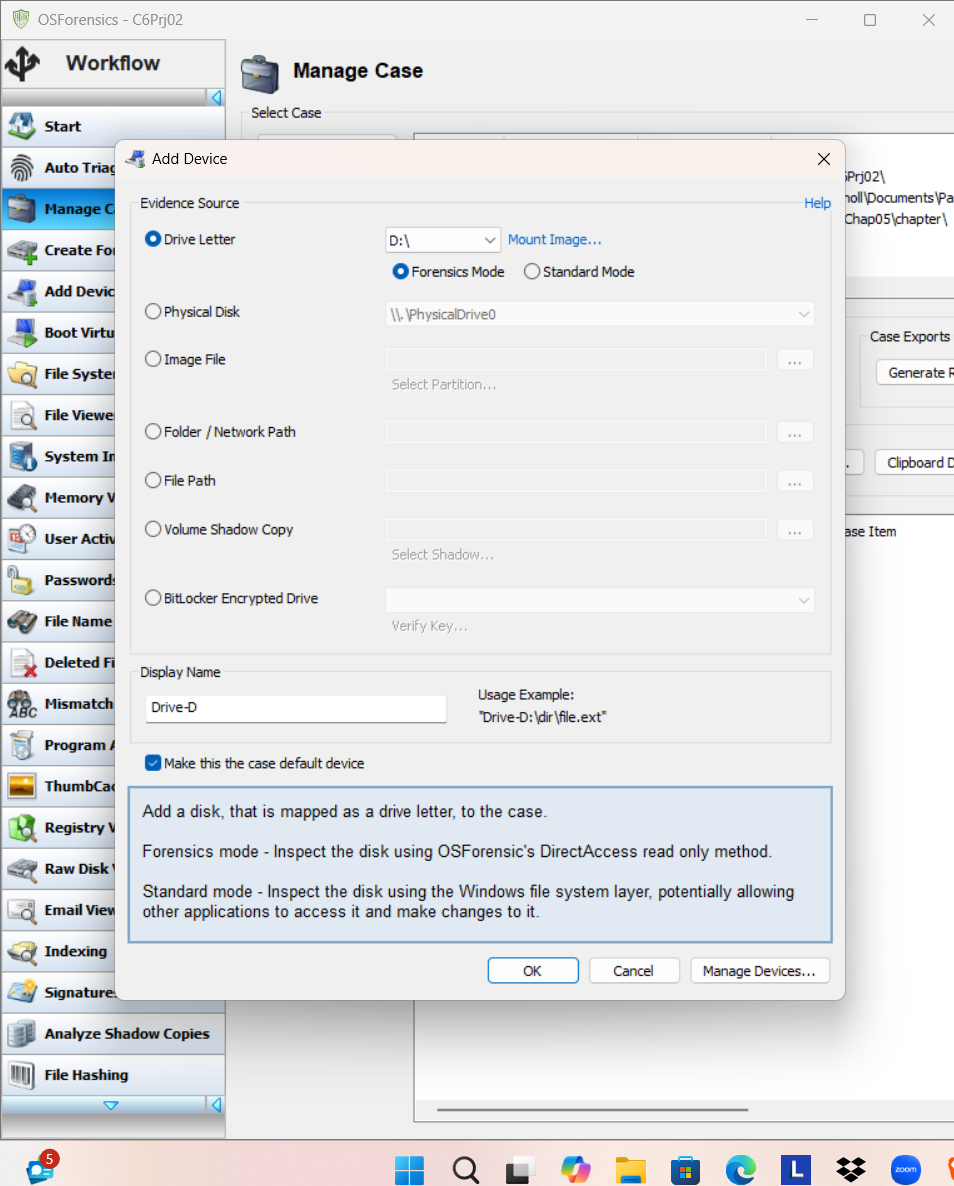 OSForensics - C6Prj02
Workflow
Manage Case
Select Case
Start
Auto Triag
Manage C
Create Fo
Add Devic
Boot Virtu
File Syste
File Viewe
System In
Memory V
User Activ
Passwords
File Name
Deleted Fi
Mismatch
Program A
ThumbCac
Registry V
Raw Disk
Email View
Indexing
Signatures
Analyze Shadow Copies
File Hashing
6Prj02\
noll\Documents\Pa
Chap05\chapter\
Case Exports
Generate R
Clipboard D
ase Item
Add Device
Evidence Source
Help
Drive Letter
D:\
Mount Image...
Forensics Mode
Standard Mode
Physical Disk
\\.\PhysicalDrive0
Image File
...
Select Partition...
Folder / Network Path
...
File Path
...
Volume Shadow Copy
...
Select Shadow...
BitLocker Encrypted Drive
Verify Key...
Display Name
Drive-D
Usage Example:
"Drive-D:\dir\file.ext"
Make this the case default device
Add a disk, that is mapped as a drive letter, to the case.
Forensics mode - Inspect the disk using OSForensic's DirectAccess read only method.
Standard mode - Inspect the disk using the Windows file system layer, potentially allowing
other applications to access it and make changes to it.
OK
Cancel
Manage Devices...
5
L
zoom